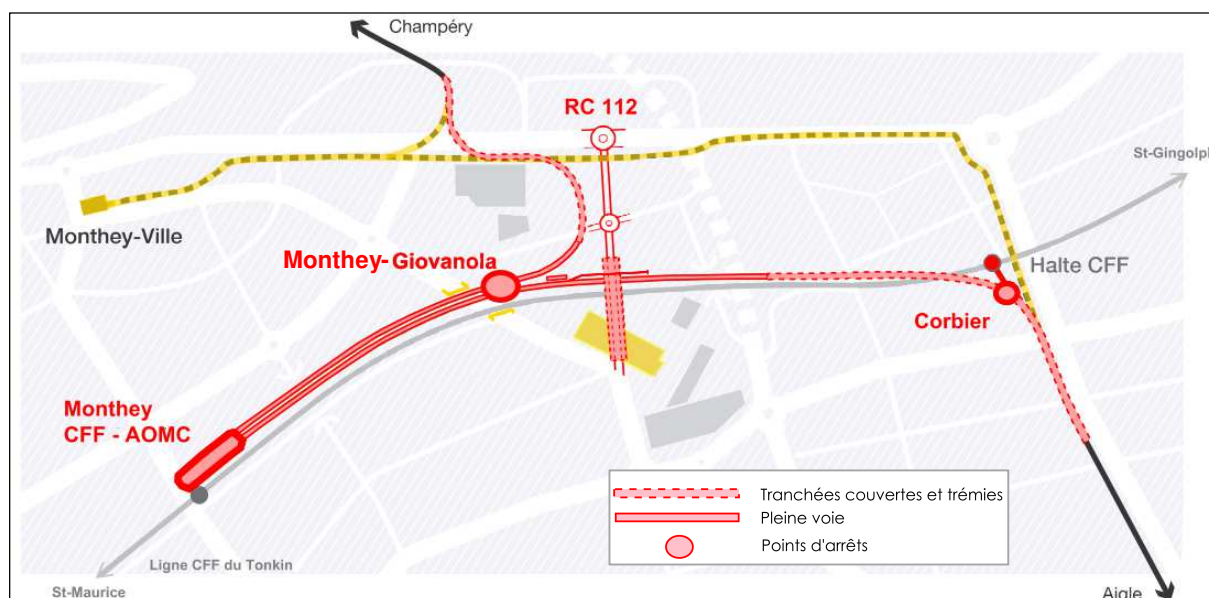 Champéry
RC 112
St-Gingolph
Monthey-Ville
Monthey-Giovanola
Halte CFF
Corbier
Monthey
CFF - AOMC
Tranchées couvertes et trémies
Pleine voie
Points d'arrêts
Ligne CFF du Tonkin
St-Maurice
Aigle